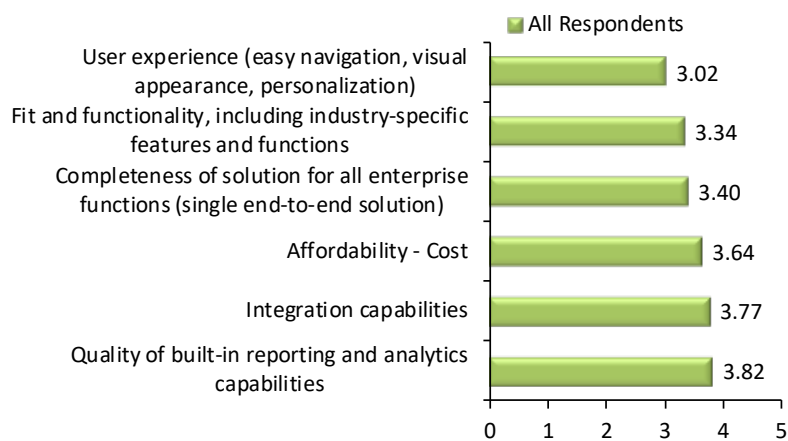 All Respondents
User experience (easy navigation, visual
appearance, personalization)
3.02
Fit and functionality, including industry-specific
features and functions
3.34
Completeness of solution for all enterprise
functions (single end-to-end solution)
3.40
Affordability - Cost
3.64
Integration capabilities
3.77
Quality of built-in reporting and analytics
capabilities
3.82
0 1 2 3 4 5